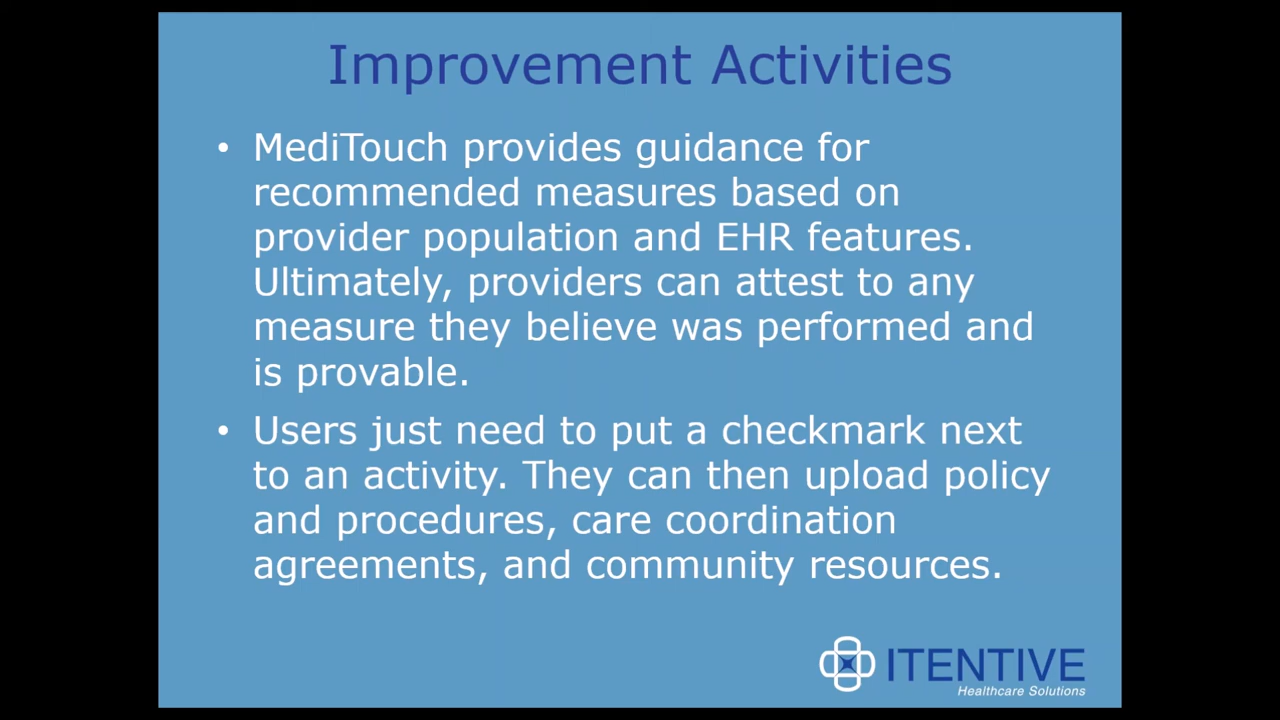 Improvement Activities
• MediTouch provides guidance for
recommended measures based on
provider population and EHR features.
Ultimately, providers can attest to any
measure they believe was performed and
is provable.
• Users just need to put a checkmark next
to an activity. They can then upload policy
and procedures, care coordination
agreements, and community resources.
ITENTIVE
Healthcare Solutions